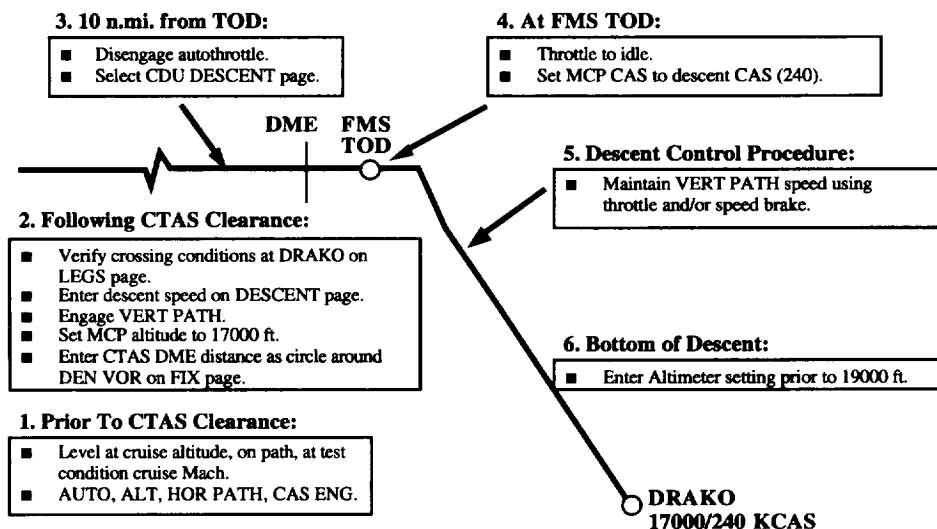 3. 10 n.mi. from TOD:
■ Disengage autothrottle.
■ Select CDU DESCENT page.
4. At FMS TOD:
■ Throttle to idle.
■ Set MCP CAS to descent CAS (240).
DME FMS
TOD
5. Descent Control Procedure:
■ Maintain VERT PATH speed using
throttle and/or speed brake.
2. Following CTAS Clearance:
■ Verify crossing conditions at DRAKO on
LEGS page.
■ Enter descent speed on DESCENT page.
■ Engage VERT PATH.
■ Set MCP altitude to 17000 ft.
■ Enter CTAS DME distance as circle around
DEN VOR on FIX page.
6. Bottom of Descent:
■ Enter Altimeter setting prior to 19000 ft.
1. Prior To CTAS Clearance:
■ Level at cruise altitude, on path, at test
condition cruise Mach.
■ AUTO, ALT, HOR PATH, CAS ENG.
DRAKO
17000/240 KCAS